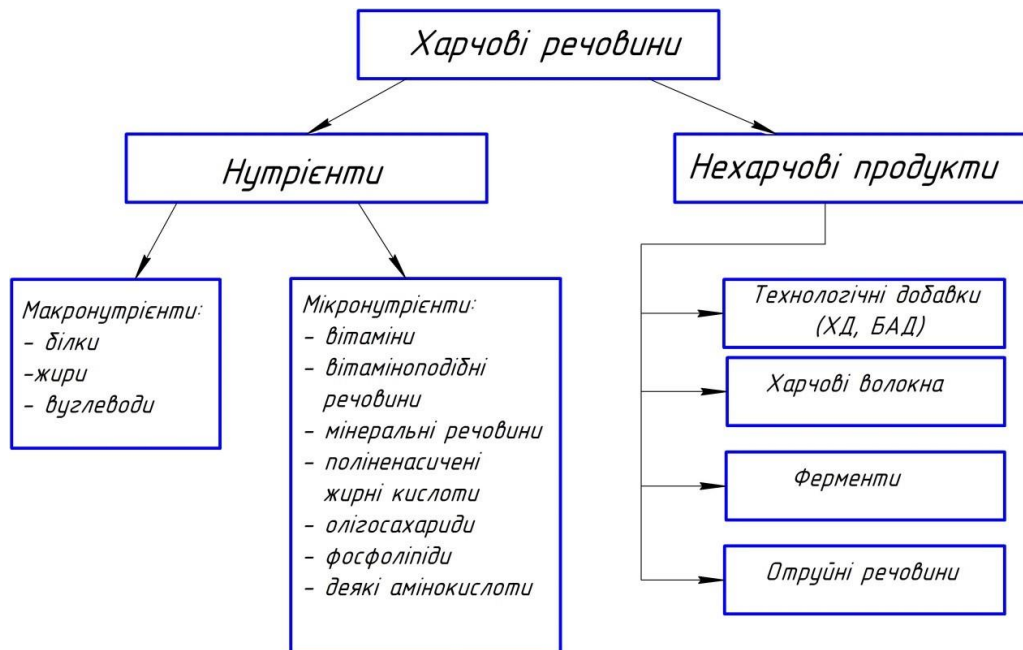 Харчові речовини
Нутрієнти
Нехарчові продукти
Макронутрієнти:
- білки
-жири
- вуглеводи
Мікронутрієнти:
- вітаміни
- вітаміноподібні
речовини
- мінеральні речовини
- поліненасичені
жирні кислоти
- олігосахариди
- фосфоліпіди
- деякі амінокислоти
Технологічні добавки
(ХД, БАД)
Харчові волокна
Ферменти
Отруйні речовини